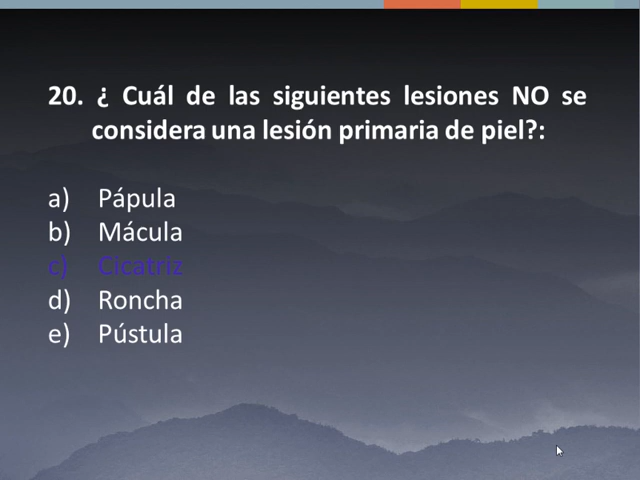 20. ¿ Cuál de las siguientes lesiones NO se
considera una lesión primaria de piel?:
a) Pápula
b) Mácula
c) Cicatriz
d) Roncha
e) Pústula